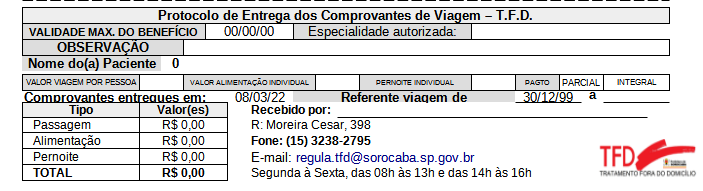 Protocolo de Entrega dos Comprovantes de Viagem – T.F.D.
VALIDADE MAX. DO BENEFÍCIO 00/00/00 Especialidade autorizada:
OBSERVAÇÃO
Nome do(a) Paciente 0
VALOR VIAGEM POR PESSOA VALOR ALIMENTAÇÃO INDIVIDUAL PERNOITE INDIVIDUAL PAGTO PARCIAL INTEGRAL
Comprovantes entregues em: 08/03/22 Referente viagem de 30/12/99 a
Tipo Valor(es) Recebido por:
Passagem R$ 0,00 R: Moreira Cesar, 398
Alimentação R$ 0,00 Fone: (15) 3238-2795
Pernoite R$ 0,00 E-mail: regula.tfd@sorocaba.sp.gov.br
TOTAL R$ 0,00 Segunda à Sexta, das 08h às 13h e das 14h às 16h
TFD
TRATAMENTO FORA DO DOMICÍLIO